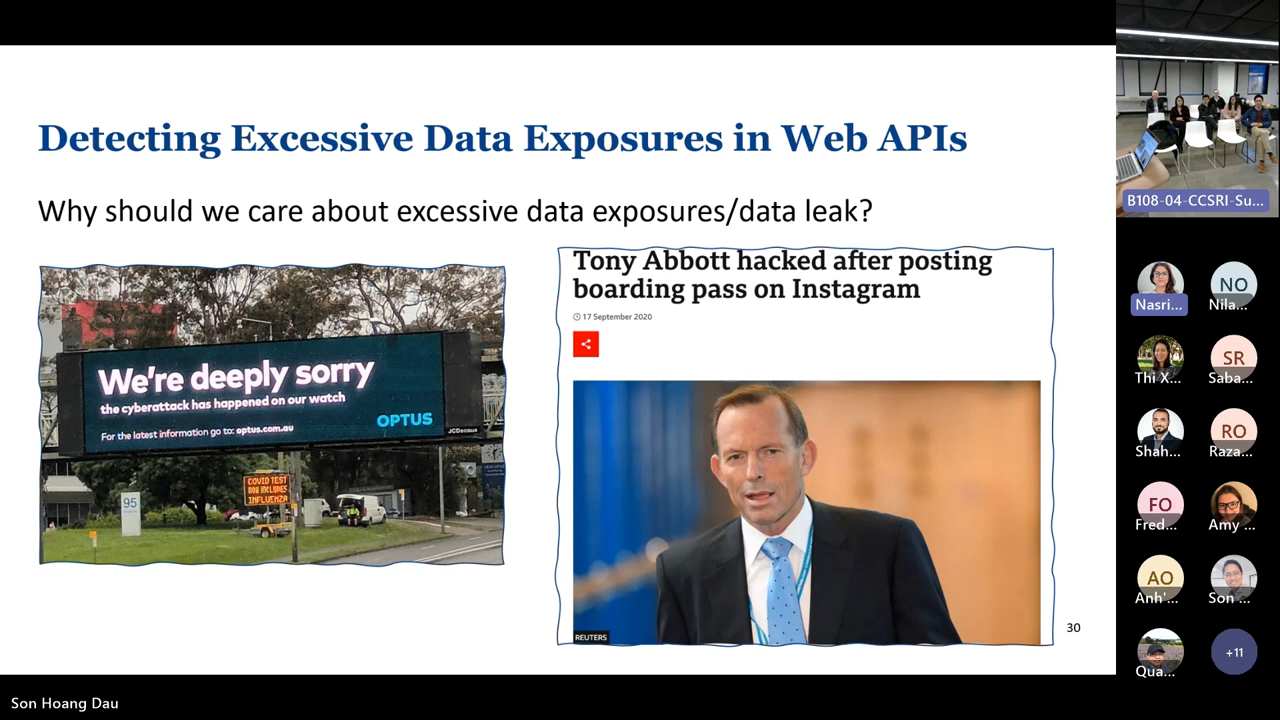 Detecting Excessive Data Exposures in Web APIs
Why should we care about excessive data exposures/data leak?
We're deeply sorry
the cyberattack has happened on our watch
OPTUS
For the latest information go to: optus.com.au
JCDecaux
COVID TEST
NOW INCLUDES
INFLUENZA
95
Tony Abbott hacked after posting
boarding pass on Instagram
17 September 2020
REUTERS
30
B108-04-CCSRI-Su...
Nasri...
NO
Nila...
Thi X...
SR
Saba...
Shah...
RO
Raza...
FO
Fred...
Amy ...
AO
Anh'...
Son ...
Qua...
+11
Son Hoang Dau